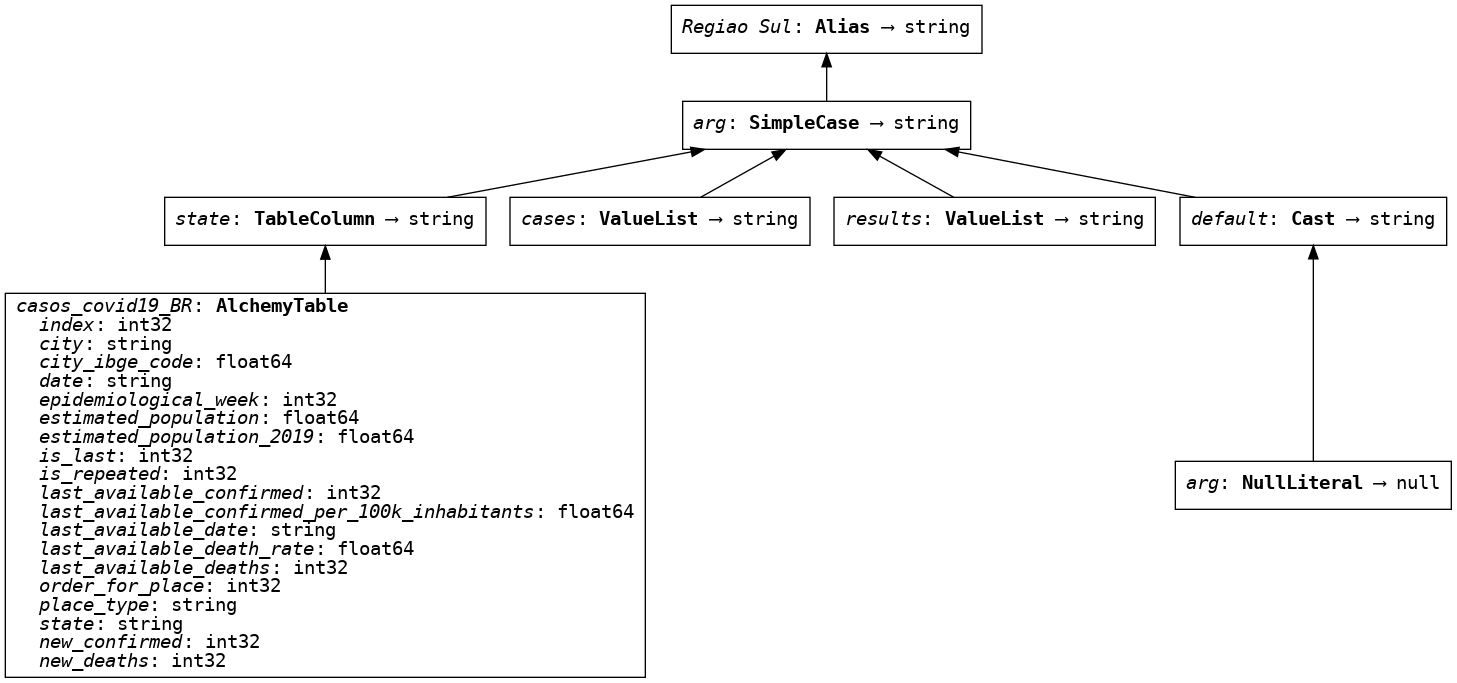 Regiao Sul: Alias → string
arg: SimpleCase → string
state: TableColumn → string
cases: ValueList → string
results: ValueList → string
default: Cast → string
casos_covid19_BR: AlchemyTable
index: int32
city: string
city_ibge_code: float64
date: string
epidemiological_week: int32
estimated_population: float64
estimated_population_2019: float64
is_last: int32
is_repeated: int32
last_available_confirmed: int32
last_available_confirmed_per_100k_inhabitants: float64
last_available_date: string
last_available_death_rate: float64
last_available_deaths: int32
order_for_place: int32
place_type: string
state: string
new_confirmed: int32
new_deaths: int32
arg: NullLiteral → null